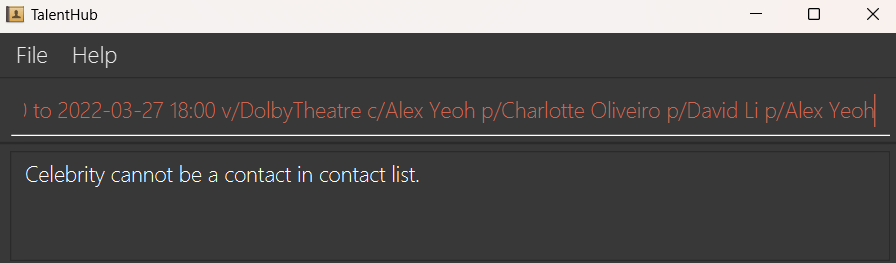 TalentHub
File Help
) to 2022-03-27 18:00 v/DolbyTheatre c/Alex Yeoh p/Charlotte Oliveiro p/David Li p/Alex Yeoh
Celebrity cannot be a contact in contact list.